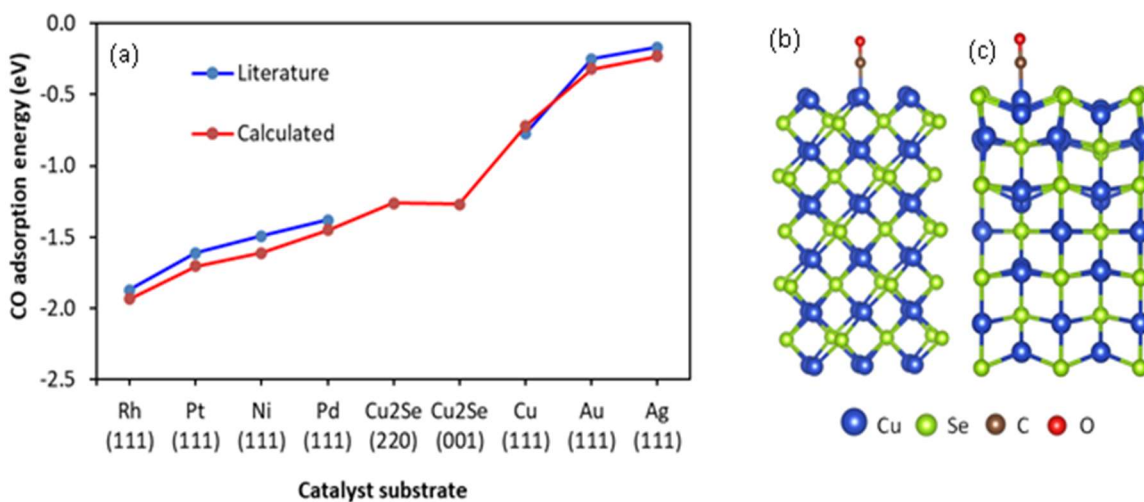 (a)
Literature
Calculated
CO adsorption energy (eV)
0.0
-0.5
-1.0
-1.5
-2.0
-2.5
Rh Pt Ni Pd Cu2Se Cu2Se Cu Au Ag
(111) (111) (111) (111) (220) (001) (111) (111) (111)
Catalyst substrate
(b)
(c)
Cu Se C O